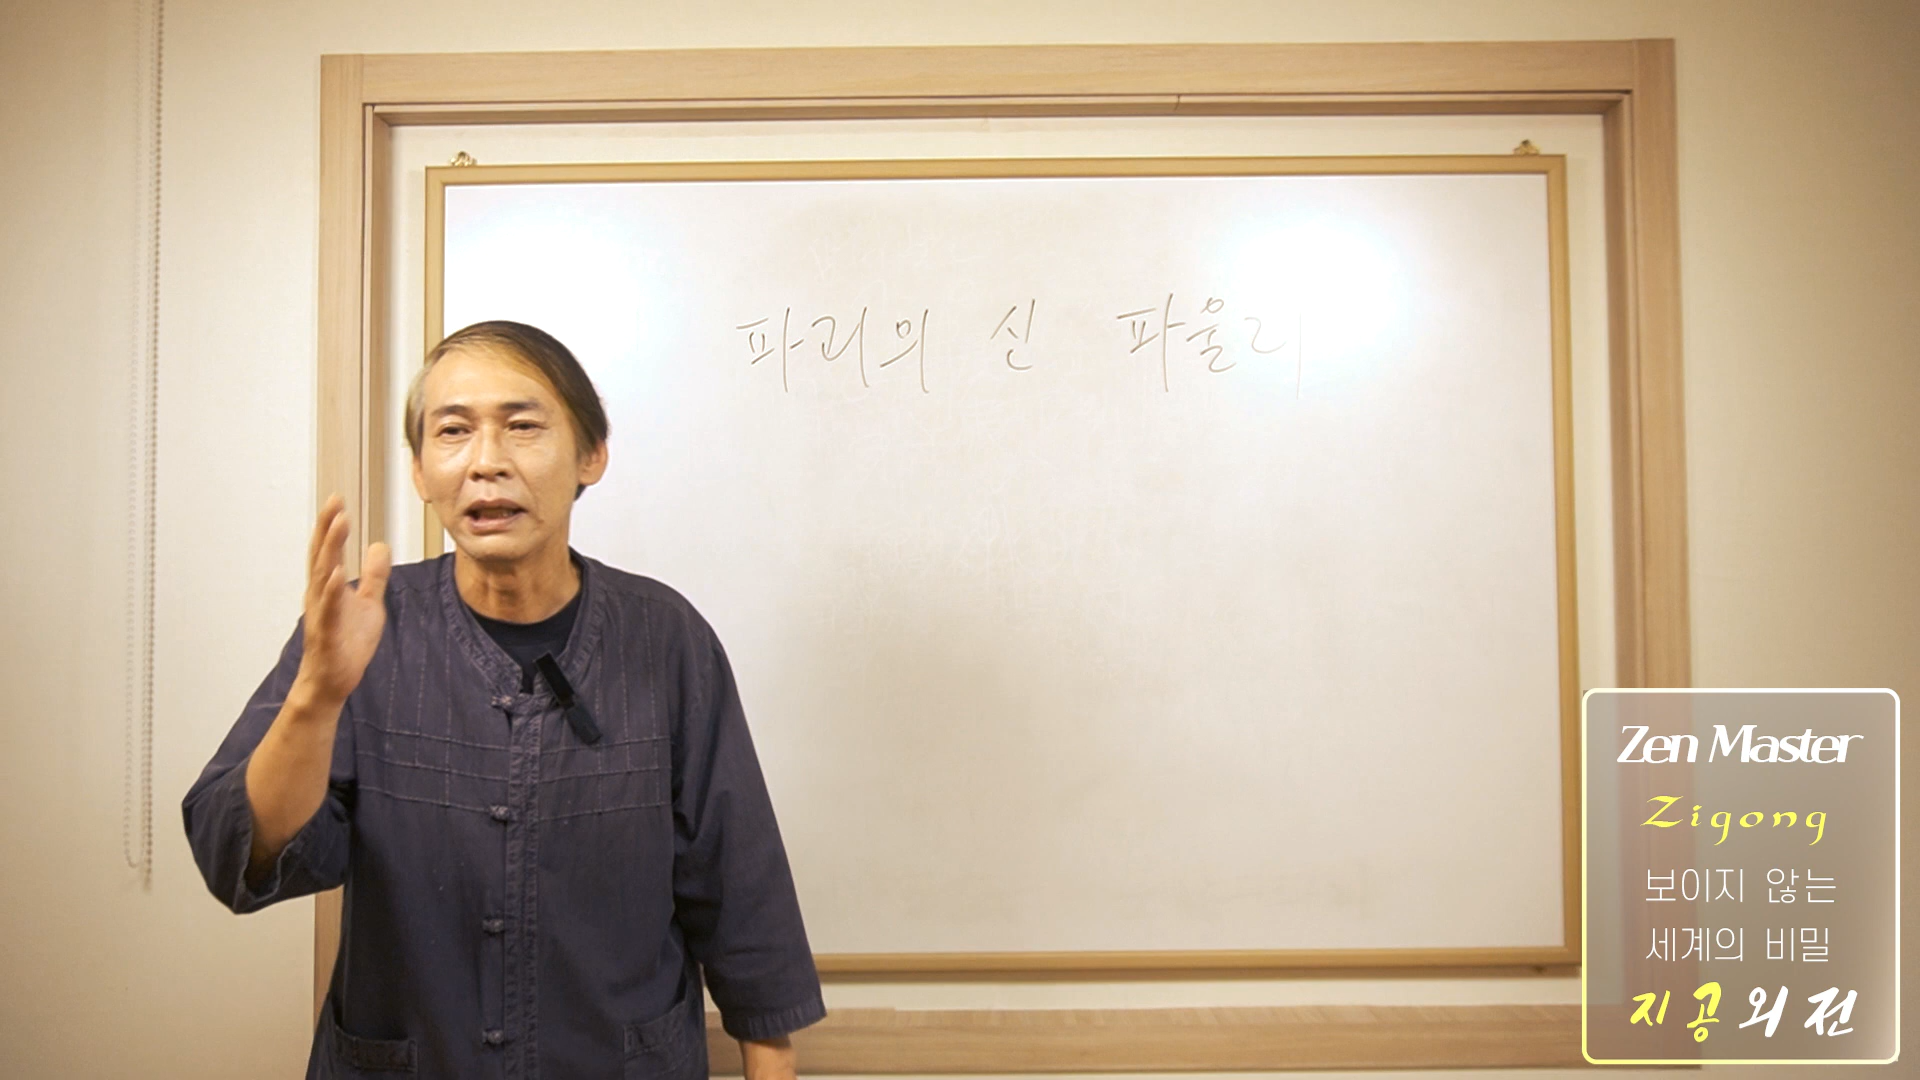 파괴의 신 파울리
Zen Master
Zigong
보이지 않는
세계의 비밀
지공외전